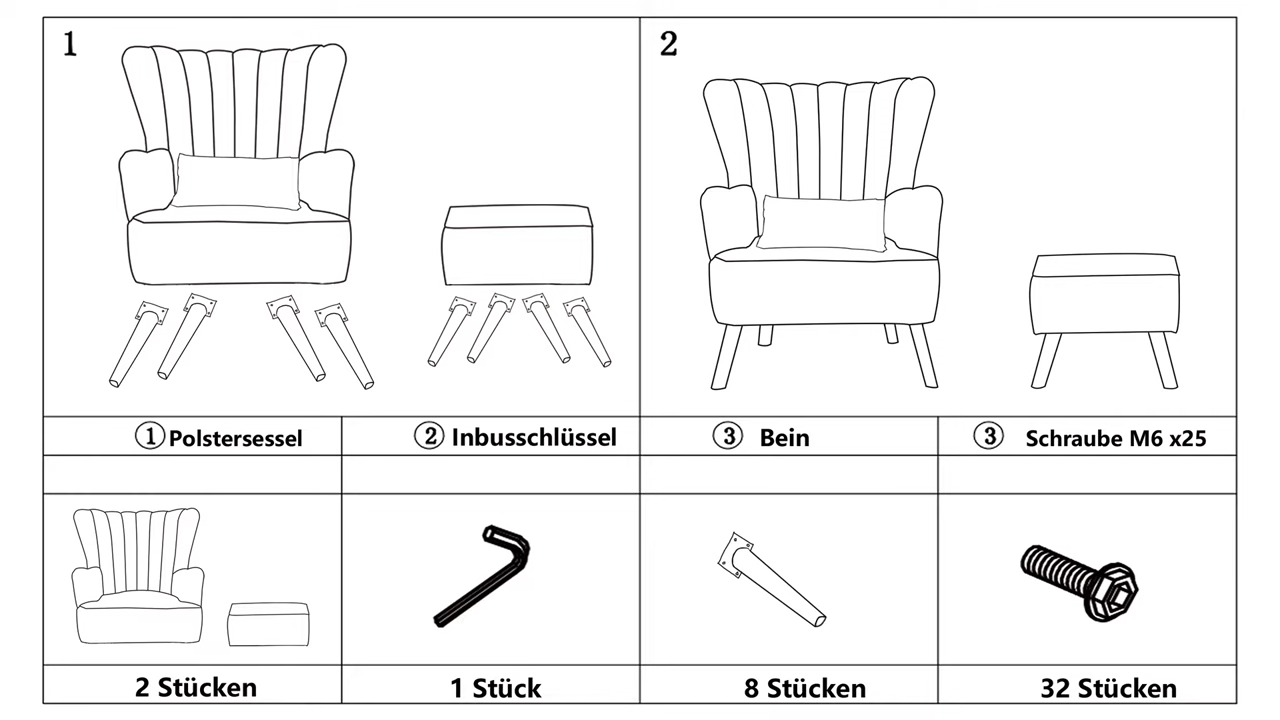 1
2
① Polstersessel
② Inbusschlüssel
③ Bein
③ Schraube M6 x25
2 Stücken
1 Stück
8 Stücken
32 Stücken